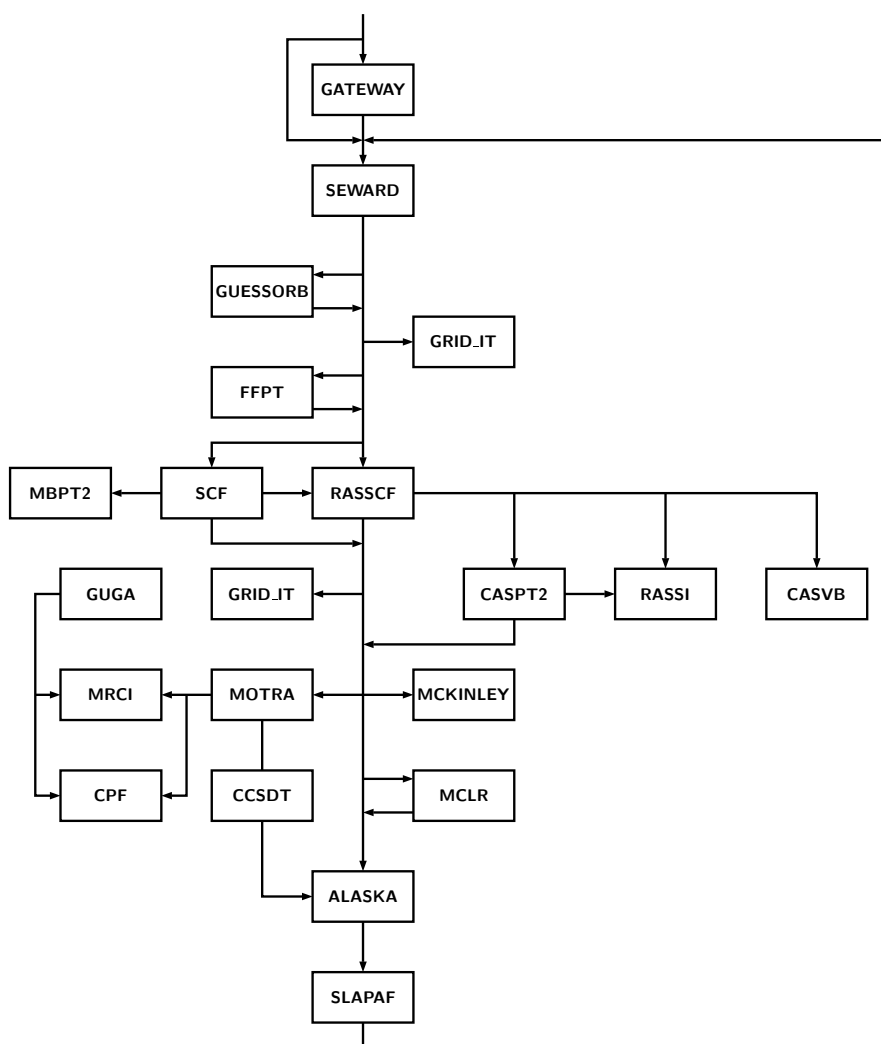 GATEWAY
SEWARD
GUESSORB
GRID_IT
FFPT
MBPT2
SCF
RASSCF
GUGA
GRID_IT
CASPT2
RASSI
CASVB
MRCI
MOTRA
MCKINLEY
CPF
CCSDT
MCLR
ALASKA
SLAPAF